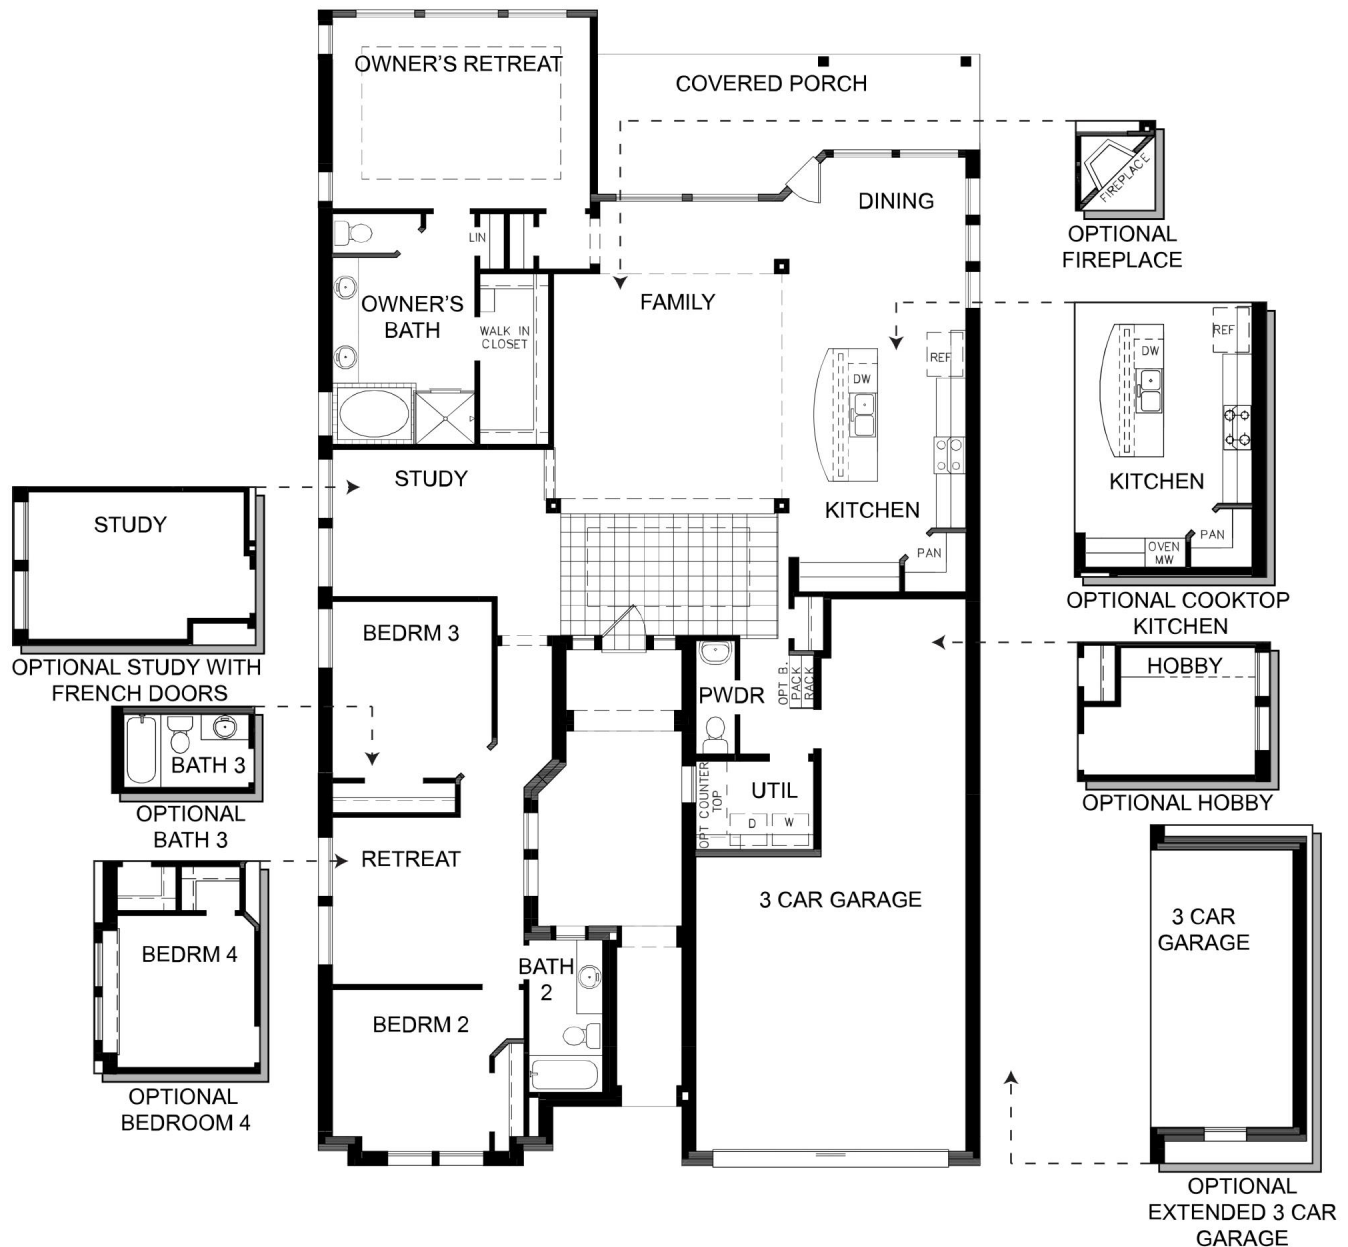 OWNER'S RETREAT
COVERED PORCH
DINING
FIREPLACE
OPTIONAL
FIREPLACE
LIN
OWNER'S
BATH
WALK IN
CLOSET
FAMILY
REF
DW
KITCHEN
PAN
REF
DW
KITCHEN
PAN
OVEN
MW
OPTIONAL COOKTOP
KITCHEN
STUDY
STUDY
OPTIONAL STUDY WITH
FRENCH DOORS
BEDRM 3
PWDR
OPT B.
PACK
RACK
HOBBY
OPTIONAL HOBBY
BATH 3
OPTIONAL
BATH 3
OPT COUNTER
TOP
UTIL
D
W
RETREAT
BEDRM 4
OPTIONAL
BEDROOM 4
3 CAR GARAGE
3 CAR
GARAGE
BATH
2
BEDRM 2
OPTIONAL
EXTENDED 3 CAR
GARAGE